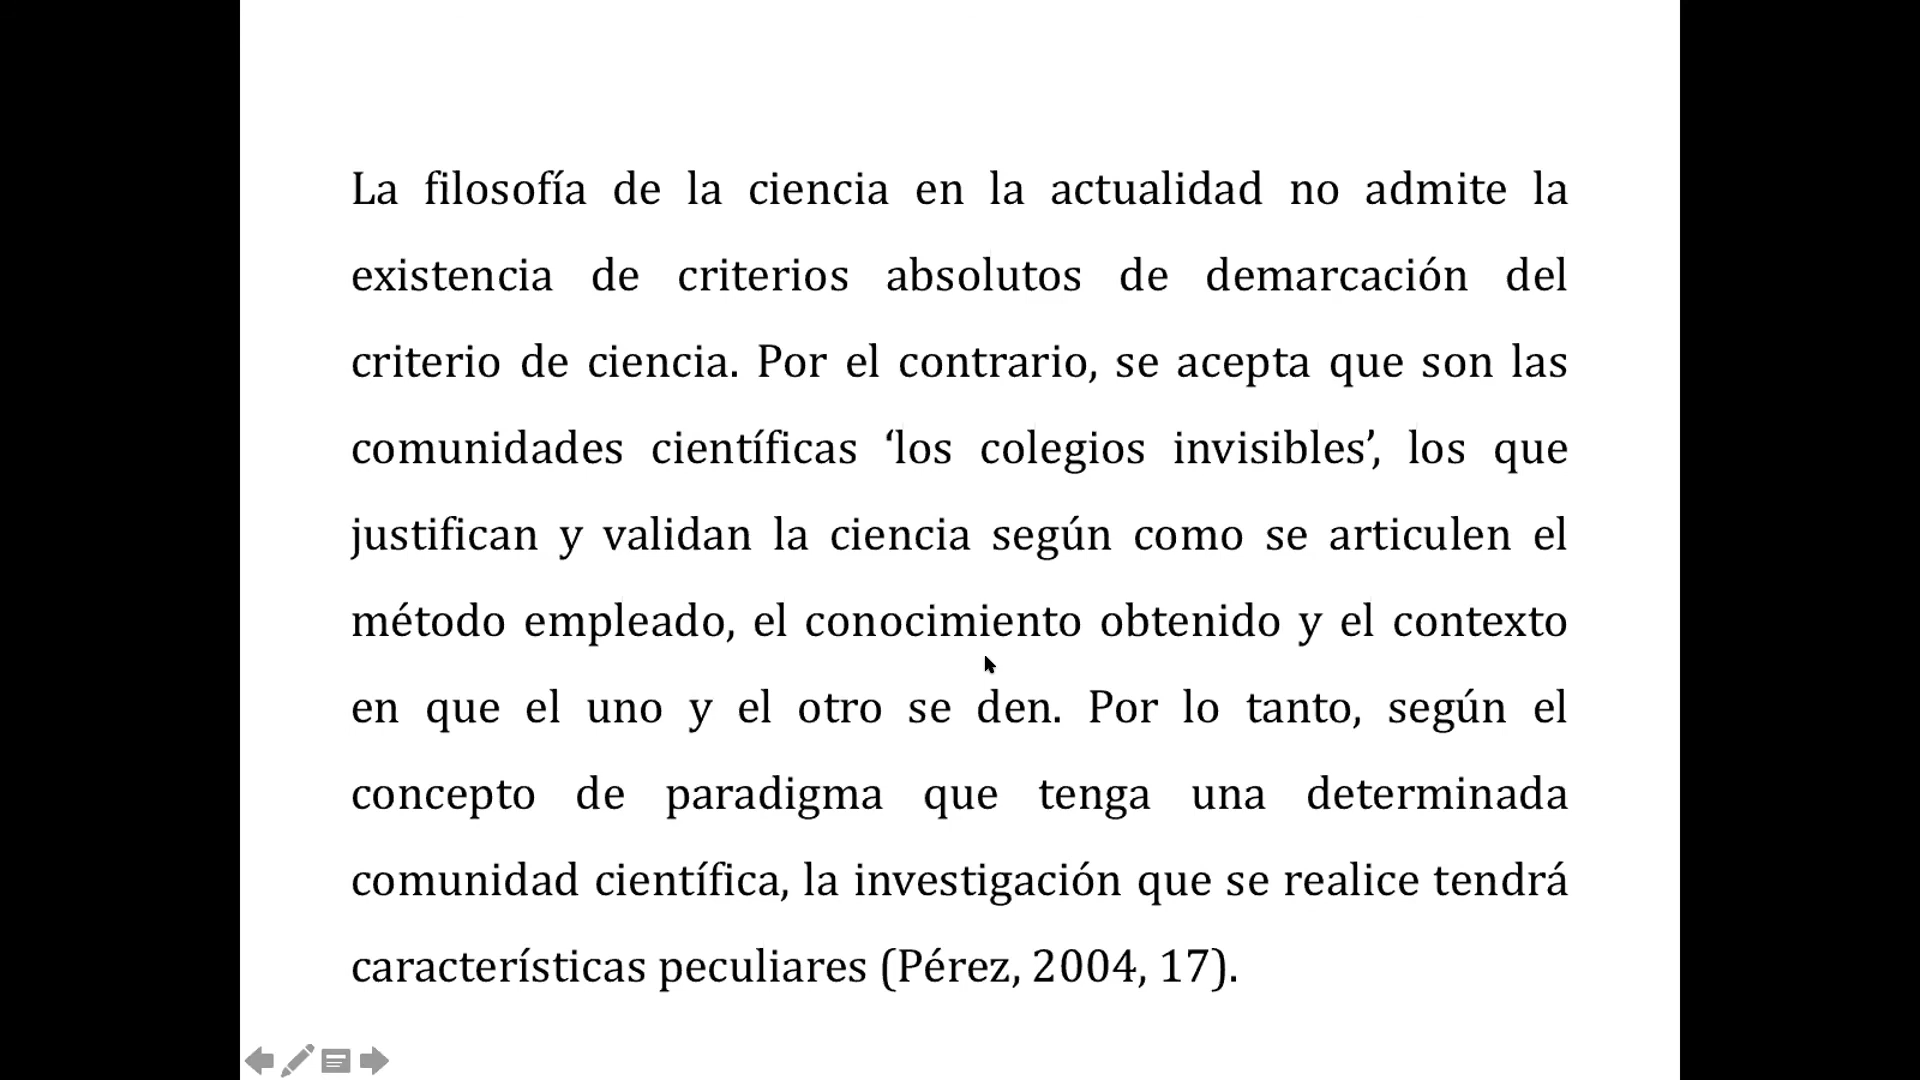 La filosofía de la ciencia en la actualidad no admite la
existencia de criterios absolutos de demarcación del
criterio de ciencia. Por el contrario, se acepta que son las
comunidades científicas ‘los colegios invisibles’, los que
justifican y validan la ciencia según como se articulen el
método empleado, el conocimiento obtenido y el contexto
en que el uno y el otro se den. Por lo tanto, según el
concepto de paradigma que tenga una determinada
comunidad científica, la investigación que se realice tendrá
características peculiares (Pérez, 2004, 17).